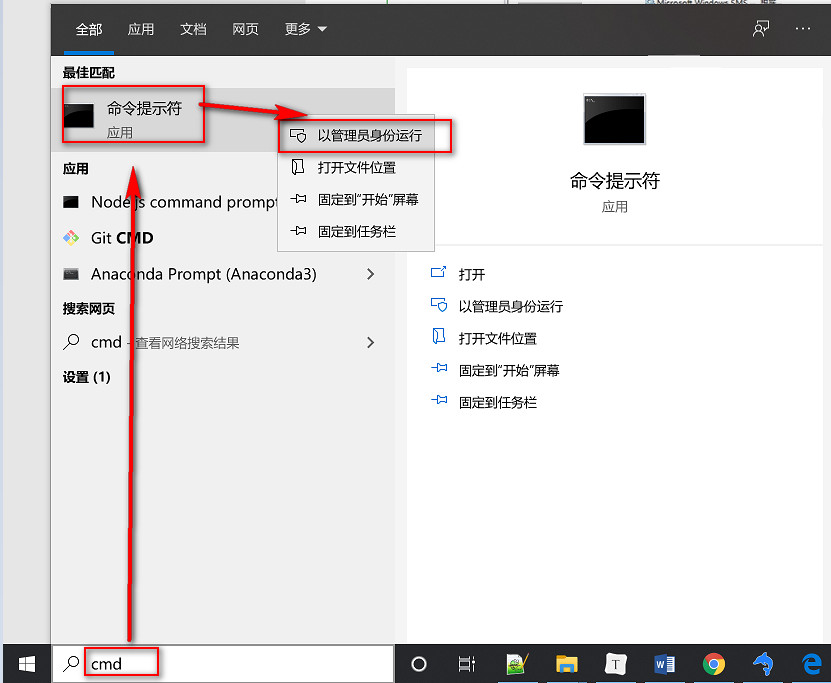 Microsoft Windows SMS
全部 应用 文档 网页 更多
最佳匹配
命令提示符
应用
以管理员身份运行
打开文件位置
固定到“开始”屏幕
固定到任务栏
应用
Node.js command prompt
Git CMD
Anaconda Prompt (Anaconda3)
搜索网页
cmd - 查看网络搜索结果
设置 (1)
命令提示符
应用
打开
以管理员身份运行
打开文件位置
固定到“开始”屏幕
固定到任务栏
cmd
T